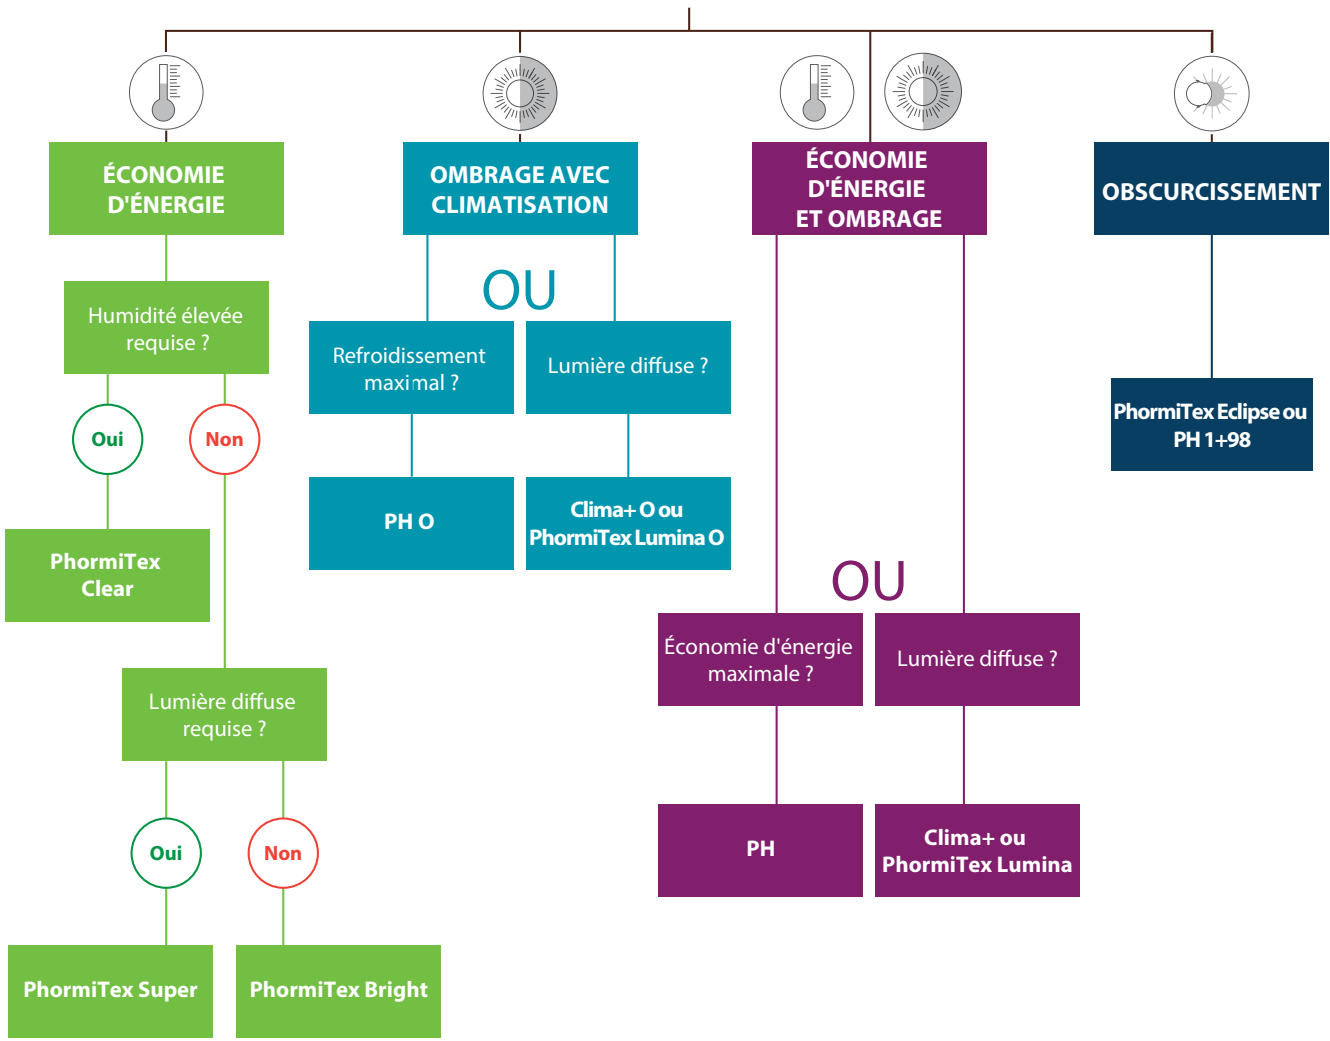 ÉCONOMIE
D'ÉNERGIE
Humidité élevée
requise ?
Oui
Non
PhormiTex
Clear
Lumière diffuse
requise ?
Oui
Non
PhormiTex Super
PhormiTex Bright
OMBRAGE AVEC
CLIMATISATION
OU
Refroidissement
maximal ?
Lumière diffuse ?
PH O
Clima+ O ou
PhormiTex Lumina O
ÉCONOMIE
D'ÉNERGIE
ET OMBRAGE
OU
Économie d'énergie
maximale ?
Lumière diffuse ?
PH
Clima+ ou
PhormiTex Lumina
OBSCURCISSEMENT
PhormiTex Eclipse ou
PH 1+98